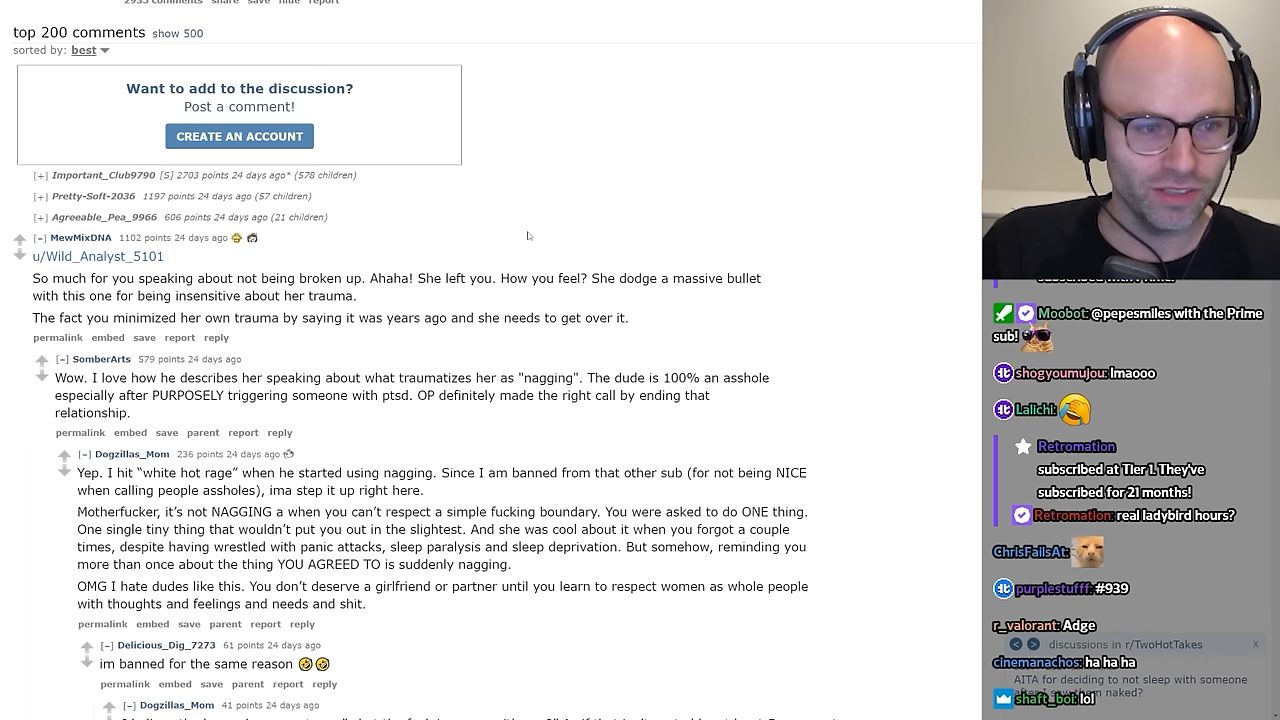 2955 comments share save hide report
top 200 comments show 500
sorted by: best
Want to add to the discussion?
Post a comment!
CREATE AN ACCOUNT
[+] Important_Club9790 [S] 2703 points 24 days ago* (578 children)
[+] Pretty-Soft-2036 1197 points 24 days ago (57 children)
[+] Agreeable_Pea_9966 606 points 24 days ago (21 children)
[–] MewMixDNA 1102 points 24 days ago
u/Wild_Analyst_5101
So much for you speaking about not being broken up. Ahaha! She left you. How you feel? She dodge a massive bullet
with this one for being insensitive about her trauma.
The fact you minimized her own trauma by saying it was years ago and she needs to get over it.
permalink embed save report reply
[–] SomberArts 579 points 24 days ago
Wow. I love how he describes her speaking about what traumatizes her as "nagging". The dude is 100% an asshole
especially after PURPOSELY triggering someone with ptsd. OP definitely made the right call by ending that
relationship.
permalink embed save parent report reply
[–] Dogzillas_Mom 236 points 24 days ago
Yep. I hit “white hot rage” when he started using nagging. Since I am banned from that other sub (for not being NICE
when calling people assholes), ima step it up right here.
Motherfucker, it’s not NAGGING a when you can’t respect a simple fucking boundary. You were asked to do ONE thing.
One single tiny thing that wouldn’t put you out in the slightest. And she was cool about it when you forgot a couple
times, despite having wrestled with panic attacks, sleep paralysis and sleep deprivation. But somehow, reminding you
more than once about the thing YOU AGREED TO is suddenly nagging.
OMG I hate dudes like this. You don’t deserve a girlfriend or partner until you learn to respect women as whole people
with thoughts and feelings and needs and shit.
permalink embed save parent report reply
[–] Delicious_Dig_7273 61 points 24 days ago
im banned for the same reason 🤣🤣
permalink embed save parent report reply
[–] Dogzillas_Mom 41 points 24 days ago
Moobot: @pepesmiles with the Prime
sub!
shogyoumujou: lmaooo
Lalichi:
Retromation
subscribed at Tier 1. They've
subscribed for 21 months!
Retromation: real ladybird hours?
ChrisFallsAt:
purplestufff: #939
r_valorant: Adge
discussions in r/TwoHotTakes X
cinemanachos: ha ha ha
AITA for deciding to not sleep with someone
naked?
shaft_boi: lol